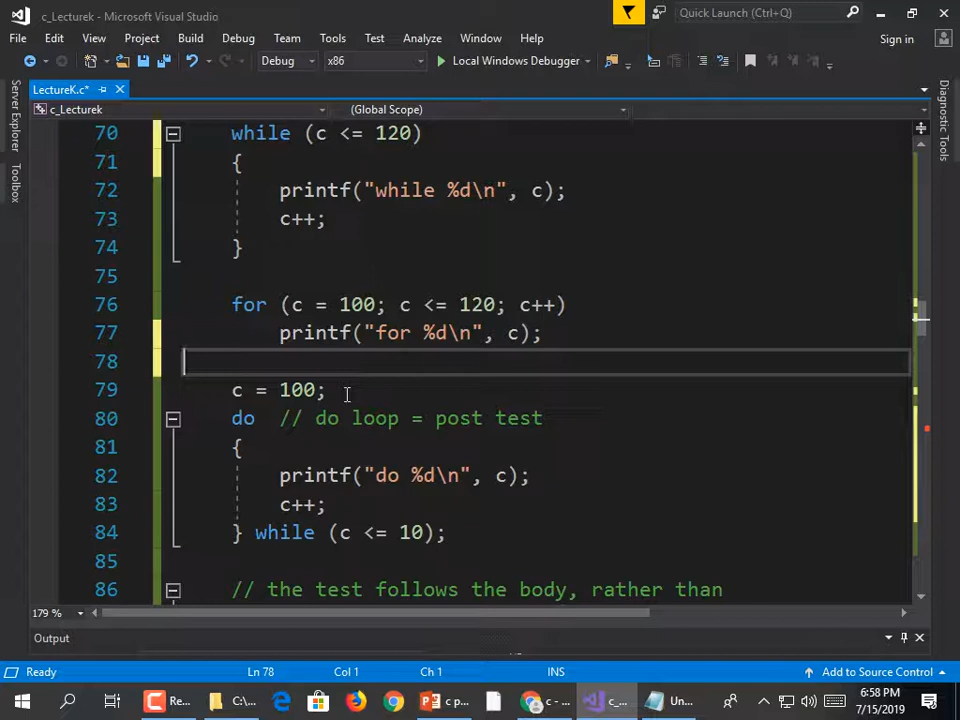 c_Lecturek - Microsoft Visual Studio
Quick Launch (Ctrl+Q)
File Edit View Project Build Debug Team Tools Test Analyze Window Help
Sign in
Debug x86 Local Windows Debugger
LectureK.c*
c_Lecturek (Global Scope)
Server Explorer
Toolbox
Diagnostic Tools
70 while (c <= 120)
71 {
72 printf("while %d\n", c);
73 c++;
74 }
75
76 for (c = 100; c <= 120; c++)
77 printf("for %d\n", c);
78
79 c = 100;
80 do // do loop = post test
81 {
82 printf("do %d\n", c);
83 c++;
84 } while (c <= 10);
85
86 // the test follows the body, rather than
179 %
Output
Ready Ln 78 Col 1 Ch 1 INS Add to Source Control
Re... C:\... c p... c - ... c_... Un...
6:58 PM
7/15/2019